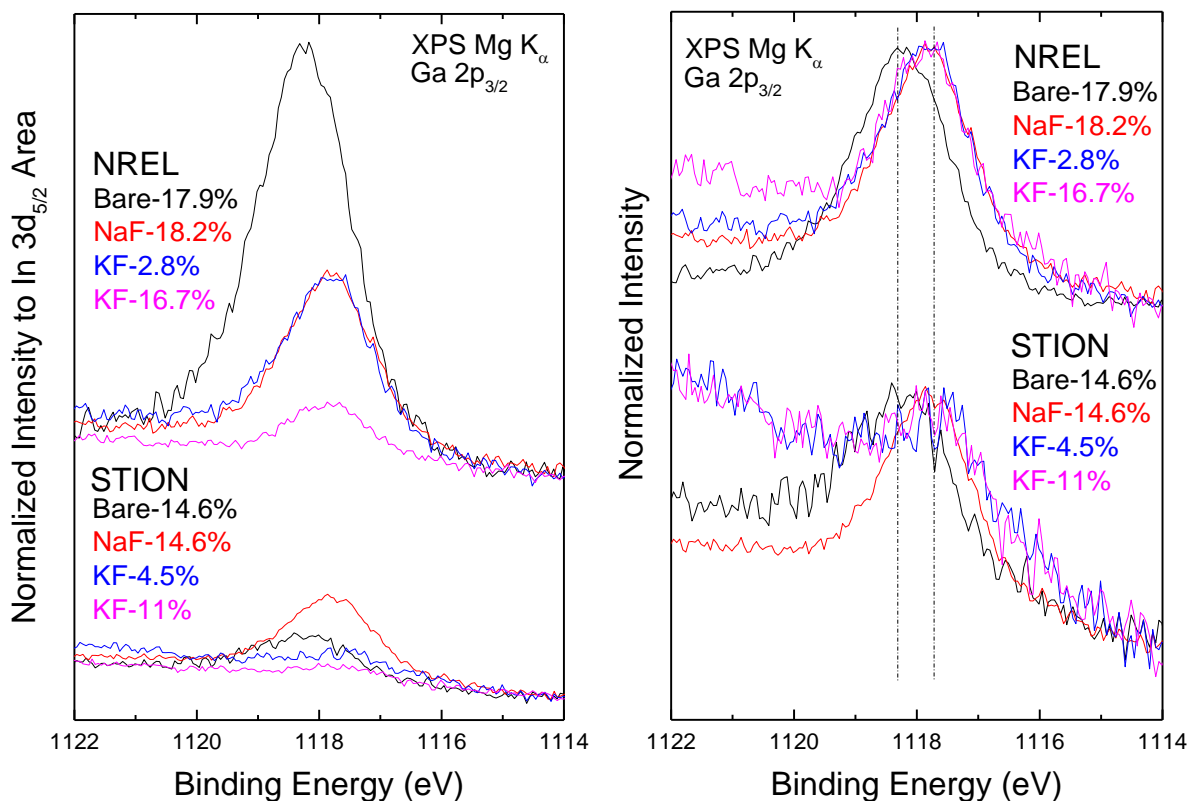 Normalized Intensity to In 3d5/2 Area
XPS Mg Kα
Ga 2p3/2
NREL
Bare-17.9%
NaF-18.2%
KF-2.8%
KF-16.7%
STION
Bare-14.6%
NaF-14.6%
KF-4.5%
KF-11%
1122 1120 1118 1116 1114
Binding Energy (eV)
Normalized Intensity
XPS Mg Kα
Ga 2p3/2
NREL
Bare-17.9%
NaF-18.2%
KF-2.8%
KF-16.7%
STION
Bare-14.6%
NaF-14.6%
KF-4.5%
KF-11%
1122 1120 1118 1116 1114
Binding Energy (eV)